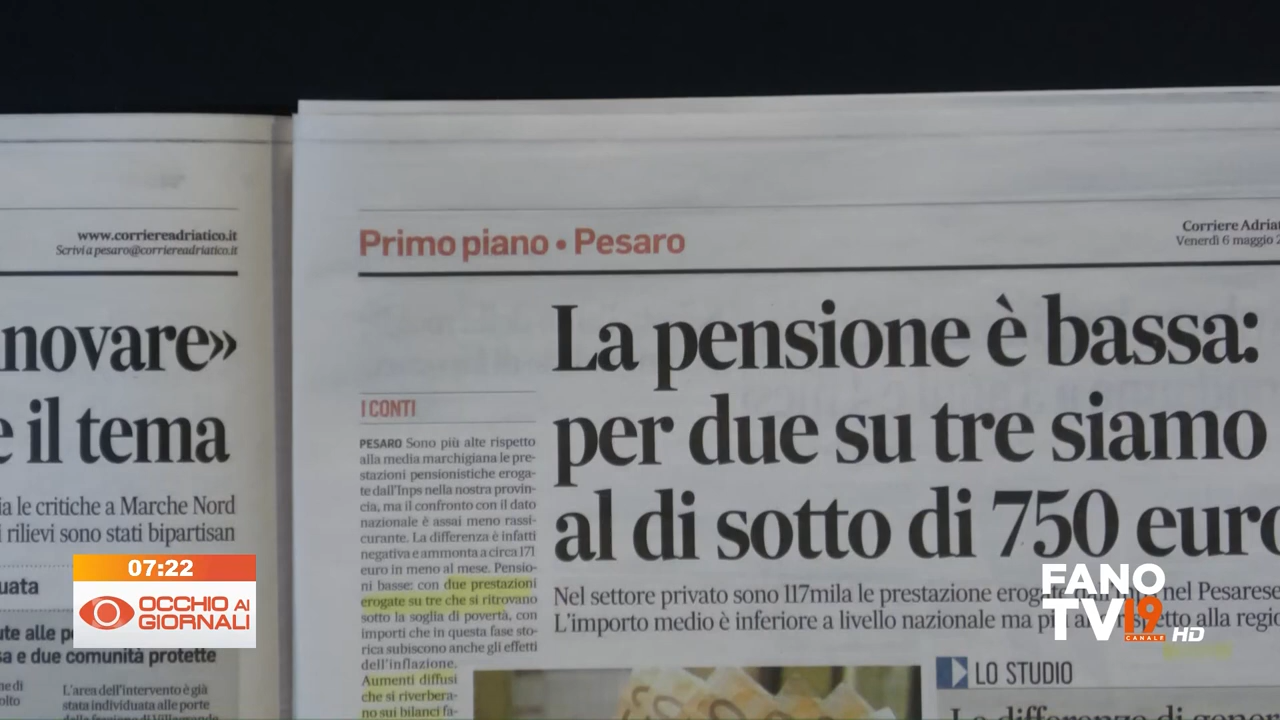 www.corriereadriatico.it
Scrivi a pesaro@corriereadriatico.it
novare»
e il tema
ia le critiche a Marche Nord
i rilievi sono stati bipartisan
uata
ute alle
sa e due comunità protette
ne di
olto
L'area dell'intervento è già
stata individuata alle porte
Primo piano • Pesaro
Corriere Adria
Venerdì 6 maggio 2
La pensione è bassa:
per due su tre siamo
al di sotto di 750 euro
Nel settore privato sono 117mila le prestazione erogate dall'Inps nel Pesarese
L'importo medio è inferiore a livello nazionale ma più alto rispetto alla regio
I CONTI
PESARO Sono più alte rispetto
alla media marchigiana le pre-
stazioni pensionistiche eroga-
te dall'Inps nella nostra provin-
cia, ma il confronto con il dato
nazionale è assai meno rassi-
curante. La differenza è infatti
negativa e ammonta a circa 171
euro in meno al mese. Pensio-
ni basse: con due prestazioni
erogate su tre che si ritrovano
sotto la soglia di povertà, con
importi che in questa fase sto-
rica subiscono anche gli effetti
dell'inflazione.
Aumenti diffusi
che si riverbera-
no sui bilanci fa-
LO STUDIO
07:22
OCCHIO AI
GIORNALI
FANO
TV19
CANALE
HD